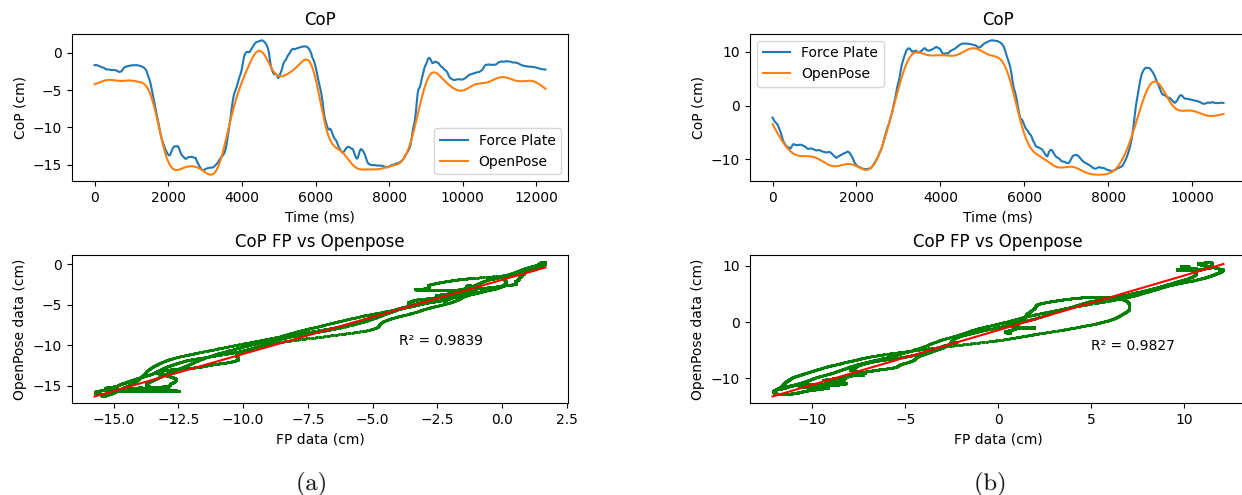 CoP
CoP (cm)
0
−5
−10
−15
Force Plate
OpenPose
0 2000 4000 6000 8000 10000 12000
Time (ms)
CoP FP vs Openpose
OpenPose data (cm)
0
−5
−10
−15
R² = 0.9839
−15.0 −12.5 −10.0 −7.5 −5.0 −2.5 0.0 2.5
FP data (cm)
(a)
CoP
CoP (cm)
10
0
−10
Force Plate
OpenPose
0 2000 4000 6000 8000 10000
Time (ms)
CoP FP vs Openpose
OpenPose data (cm)
10
0
−10
R² = 0.9827
−10 −5 0 5 10
FP data (cm)
(b)